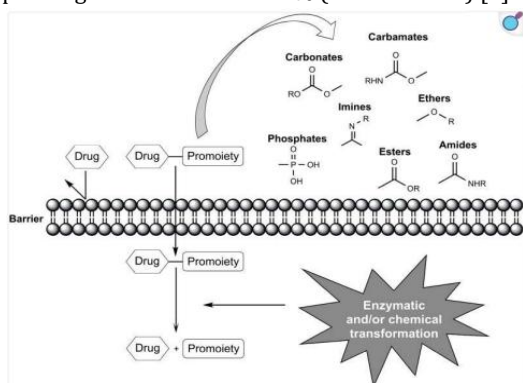 Carbamates
Carbonates
O
RHN O
O
RO O
Imines
N R
Ethers
O R
Phosphates
O
P OH
OH
Esters
O
OR
Amides
O
NHR
Drug
Drug Promoiety
Barrier
Drug Promoiety
Enzymatic
and/or chemical
transformation
Drug + Promoiety